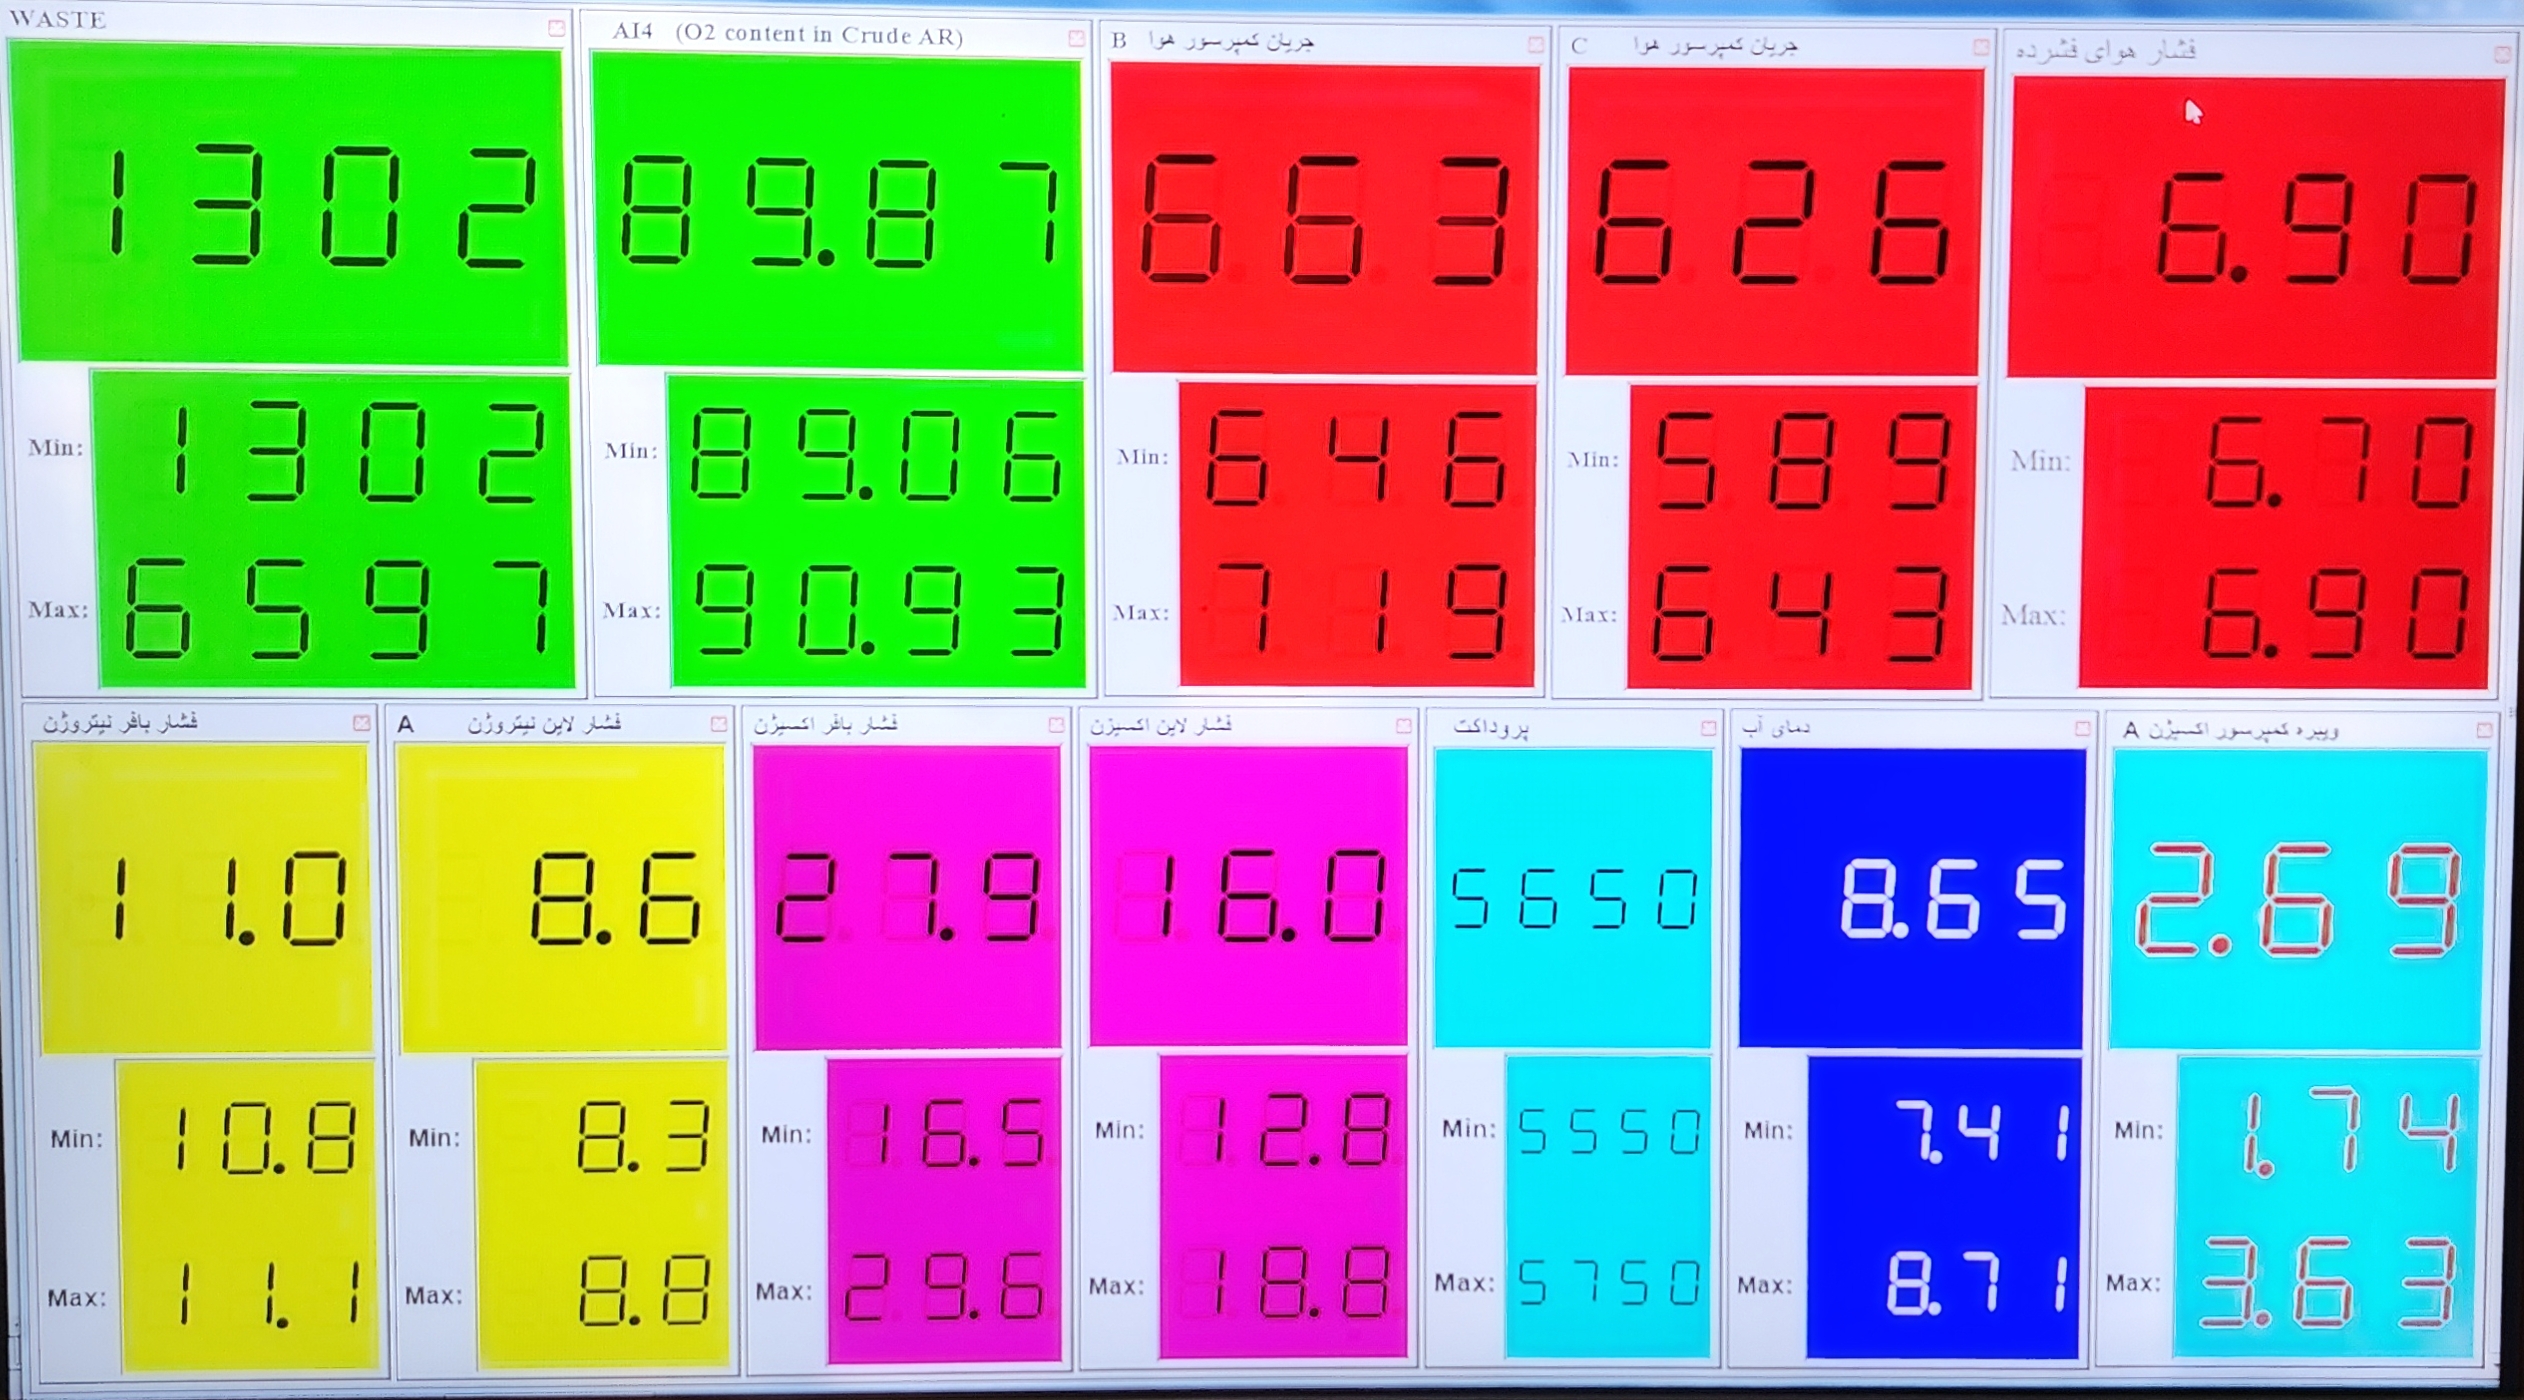 WASTE
1302
Min: 1302
Max: 6597
AI4 (O2 content in Crude AR)
89.87
Min: 89.06
Max: 90.93
جریان کمپرسور هوا B
663
Min: 646
Max: 719
جریان کمپرسور هوا C
626
Min: 589
Max: 643
فشار هوای فشرده
6.90
Min: 6.70
Max: 6.90
فشار بافر نیتروژن
11.0
Min: 10.8
Max: 11.1
فشار لاین نیتروژن A
8.6
Min: 8.3
Max: 8.8
فشار بافر اکسیژن
27.9
Min: 16.5
Max: 29.6
فشار لاین اکسیژن
16.0
Min: 12.8
Max: 18.8
پروداکت
5650
Min: 5550
Max: 5750
دمای آب
8.65
Min: 7.41
Max: 8.71
ویبره کمپرسور اکسیژن A
2.69
Min: 1.74
Max: 3.63